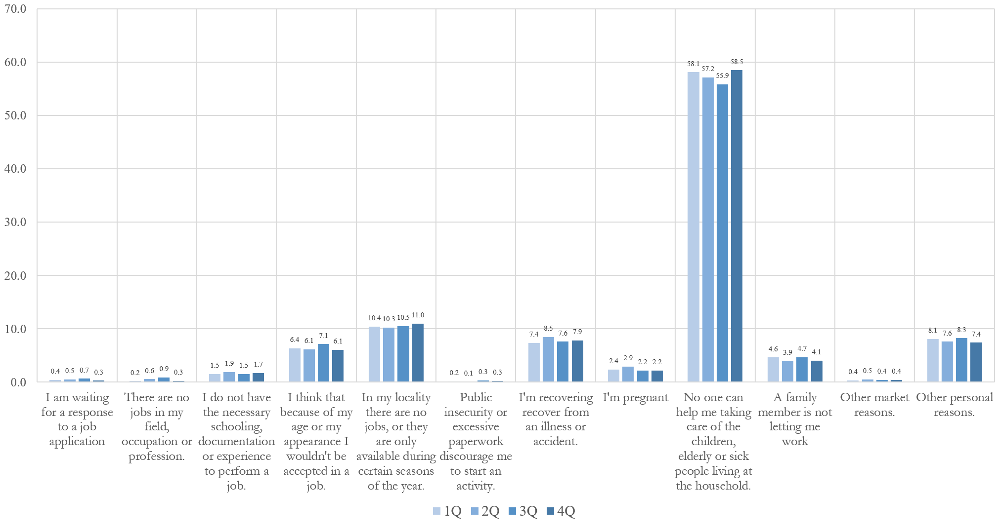 70.0
60.0
50.0
40.0
30.0
20.0
10.0
0.0
0.4 0.5 0.7 0.3
0.2 0.6 0.9 0.3
1.5 1.9 1.5 1.7
6.4 6.1 7.1 6.1
10.4 10.3 10.5 11.0
0.2 0.1 0.3 0.3
7.4 8.5 7.6 7.9
2.4 2.9 2.2 2.2
58.1 57.2 55.9 58.5
4.6 3.9 4.7 4.1
0.4 0.5 0.4 0.4
8.1 7.6 8.3 7.4
I am waiting
for a response
to a job
application
There are no
jobs in my
field,
occupation or
profession.
I do not have
the necessary
schooling,
documentation
or experience
to perform a
job.
I think that
because of my
age or my
appearance I
wouldn't be
accepted in a
job.
In my locality
there are no
jobs, or they
are only
available during
certain seasons
of the year.
Public
insecurity or
excessive
paperwork
discourage me
to start an
activity.
I'm recovering
recover from
an illness or
accident.
I'm pregnant
No one can
help me taking
care of the
children,
elderly or sick
people living at
the household.
A family
member is not
letting me
work
Other market
reasons.
Other personal
reasons.
1Q 2Q 3Q 4Q